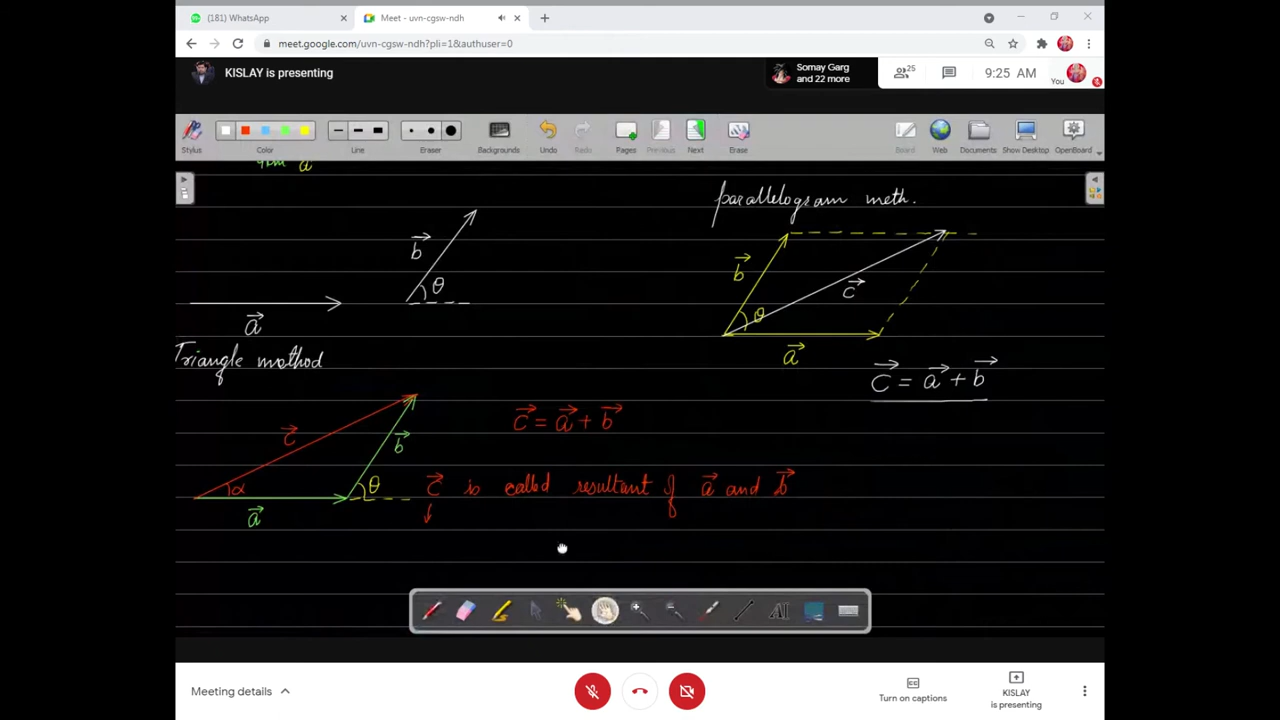 (181) WhatsApp
Meet - uvn-cgsw-ndh
meet.google.com/uvn-cgsw-ndh?pli=1&authuser=0
KISLAY is presenting
Somay Garg
and 22 more
25
9:25 AM
You
Stylus
Color
Line
Eraser
Backgrounds
Undo
Redo
Pages
Previous
Next
Erase
Board
Web
Documents
Show Desktop
OpenBoard
a⃗
b⃗
θ
a⃗
parallelogram meth.
b⃗
θ
c⃗
a⃗
c⃗ = a⃗ + b⃗
Triangle method
c⃗
α
b⃗
θ
a⃗
c⃗ = a⃗ + b⃗
c⃗ is called resultant of a⃗ and b⃗
AI
Meeting details
Turn on captions
KISLAY
is presenting